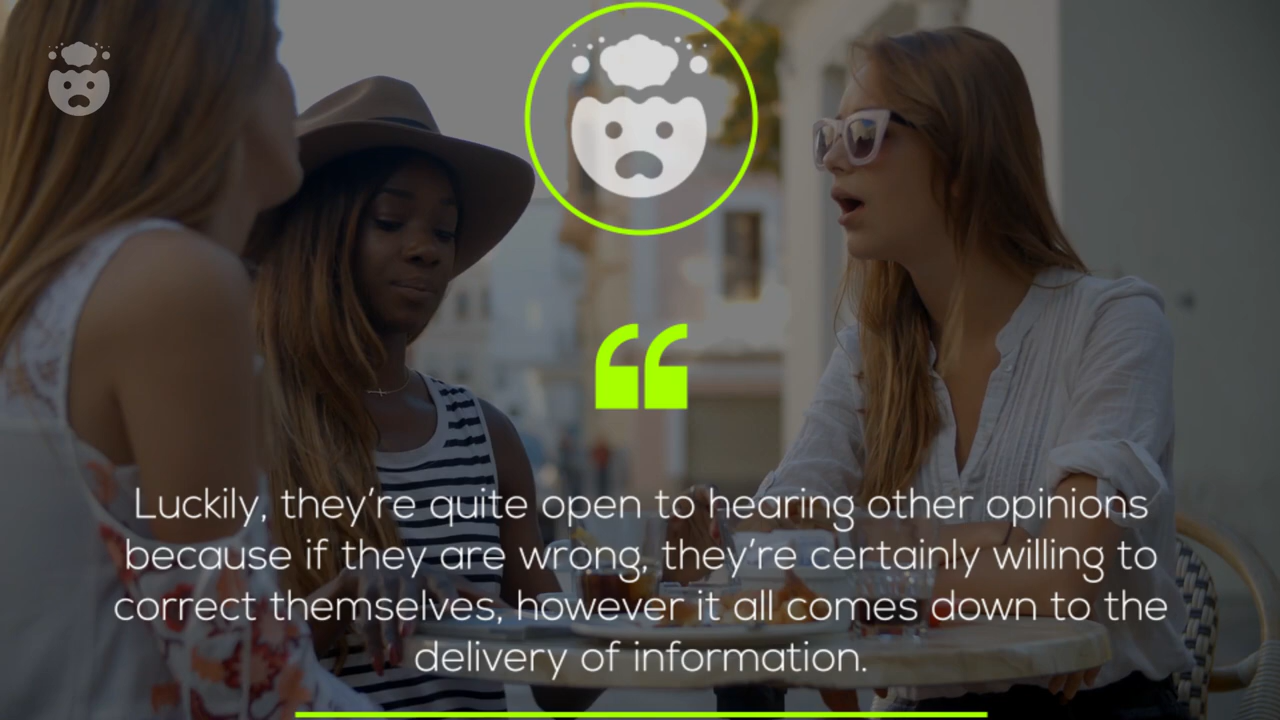 Luckily, they're quite open to hearing other opinions
because if they are wrong, they're certainly willing to
correct themselves, however it all comes down to the
delivery of information.